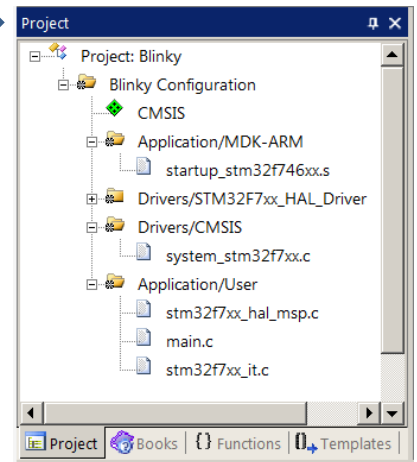 Project
Project: Blinky
Blinky Configuration
CMSIS
Application/MDK-ARM
startup_stm32f746xx.s
Drivers/STM32F7xx_HAL_Driver
Drivers/CMSIS
system_stm32f7xx.c
Application/User
stm32f7xx_hal_msp.c
main.c
stm32f7xx_it.c
Project Books {} Functions 0 Templates